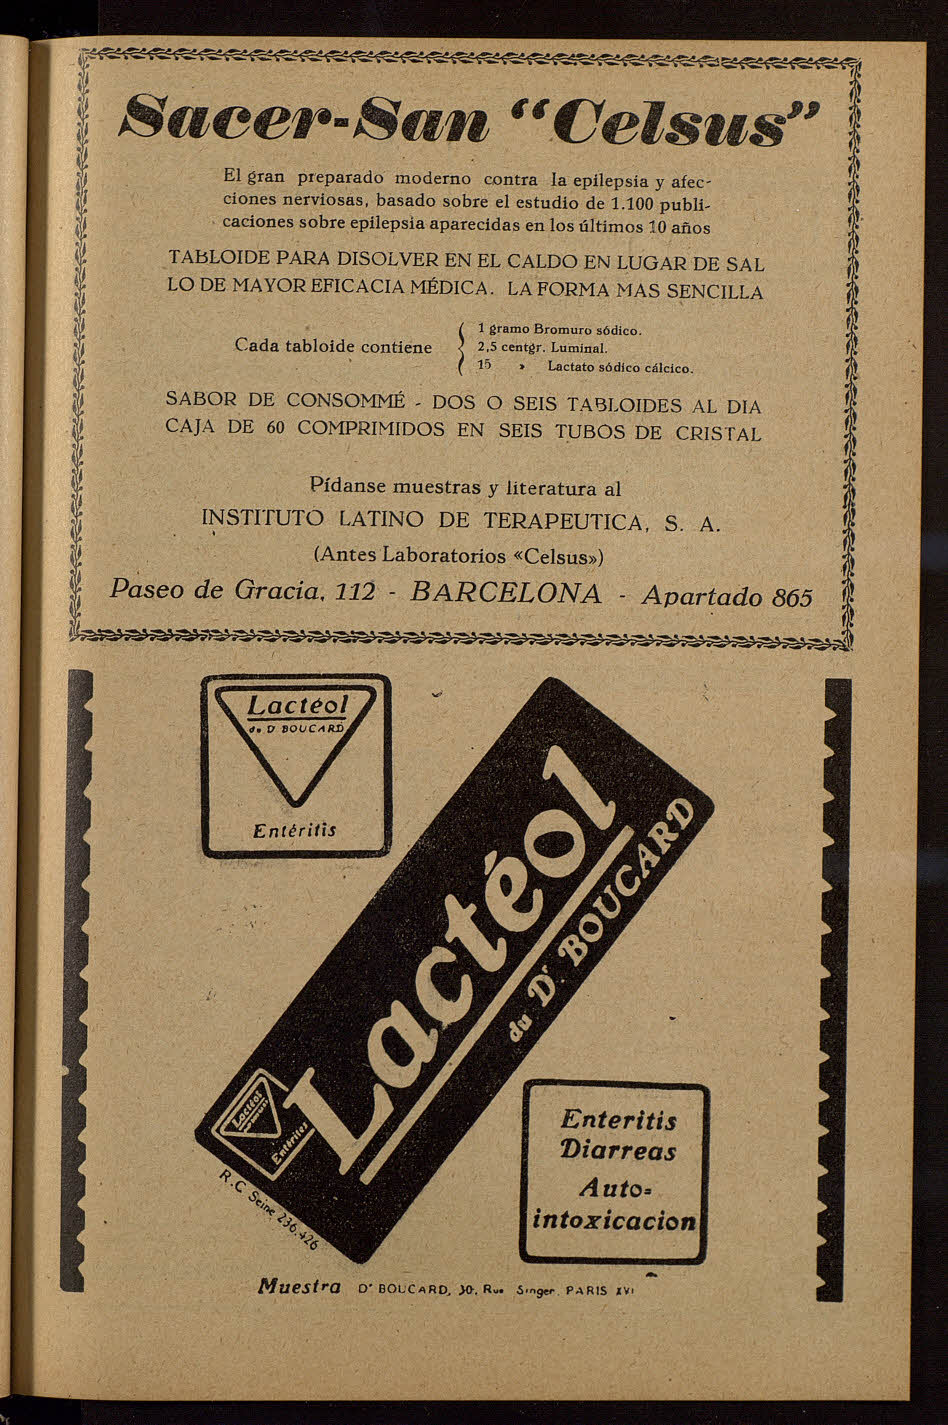 Sacer-San “Celsus”
El gran preparado moderno contra la epilepsia y afec-
ciones nerviosas, basado sobre el estudio de 1.100 publi-
caciones sobre epilepsia aparecidas en los últimos 10 años
TABLOIDE PARA DISOLVER EN EL CALDO EN LUGAR DE SAL
LO DE MAYOR EFICACIA MÉDICA. LA FORMA MAS SENCILLA
Cada tabloide contiene
1 gramo Bromuro sódico.
2,5 centgr. Luminal.
15 » Lactato sódico cálcico.
SABOR DE CONSOMMÉ - DOS O SEIS TABLOIDES AL DIA
CAJA DE 60 COMPRIMIDOS EN SEIS TUBOS DE CRISTAL
Pídanse muestras y literatura al
INSTITUTO LATINO DE TERAPEUTICA, S. A.
(Antes Laboratorios «Celsus»)
Paseo de Gracia, 112 - BARCELONA - Apartado 865
Lactéol
du D BOUCARD
Entéritis
Lactéol
du Dr. BOUCARD
Lactéol
Entérites
R.C Seine 236.426
Enteritis
Diarreas
Auto=
intoxicacion
Muestra Dr BOUCARD, 30, Rue Singer, PARIS XVI